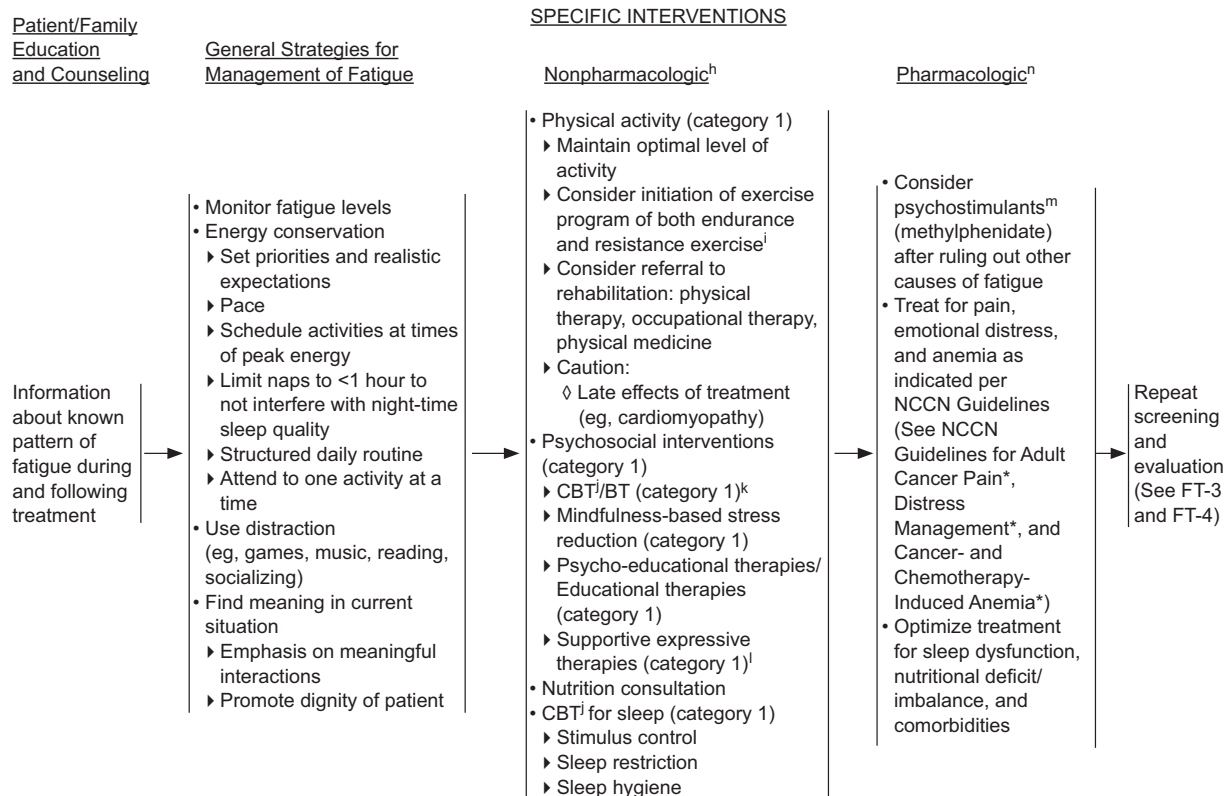 SPECIFIC INTERVENTIONS
Patient/Family
Education
and Counseling
Information
about known
pattern of
fatigue during
and following
treatment
General Strategies for
Management of Fatigue
• Monitor fatigue levels
• Energy conservation
▸ Set priorities and realistic
expectations
▸ Pace
▸ Schedule activities at times
of peak energy
▸ Limit naps to <1 hour to
not interfere with night-time
sleep quality
▸ Structured daily routine
▸ Attend to one activity at a
time
• Use distraction
(eg, games, music, reading,
socializing)
• Find meaning in current
situation
▸ Emphasis on meaningful
interactions
▸ Promote dignity of patient
Nonpharmacologicʰ
• Physical activity (category 1)
▸ Maintain optimal level of
activity
▸ Consider initiation of exercise
program of both endurance
and resistance exerciseⁱ
▸ Consider referral to
rehabilitation: physical
therapy, occupational therapy,
physical medicine
▸ Caution:
◊ Late effects of treatment
(eg, cardiomyopathy)
• Psychosocial interventions
(category 1)
▸ CBTʲ/BT (category 1)ᵏ
▸ Mindfulness-based stress
reduction (category 1)
▸ Psycho-educational therapies/
Educational therapies
(category 1)
▸ Supportive expressive
therapies (category 1)ˡ
• Nutrition consultation
• CBTʲ for sleep (category 1)
▸ Stimulus control
▸ Sleep restriction
▸ Sleep hygiene
Pharmacologicⁿ
• Consider
psychostimulantsᵐ
(methylphenidate)
after ruling out other
causes of fatigue
• Treat for pain,
emotional distress,
and anemia as
indicated per
NCCN Guidelines
(See NCCN
Guidelines for Adult
Cancer Pain*,
Distress
Management*, and
Cancer- and
Chemotherapy-
Induced Anemia*)
• Optimize treatment
for sleep dysfunction,
nutritional deficit/
imbalance, and
comorbidities
Repeat
screening
and
evaluation
(See FT-3
and FT-4)